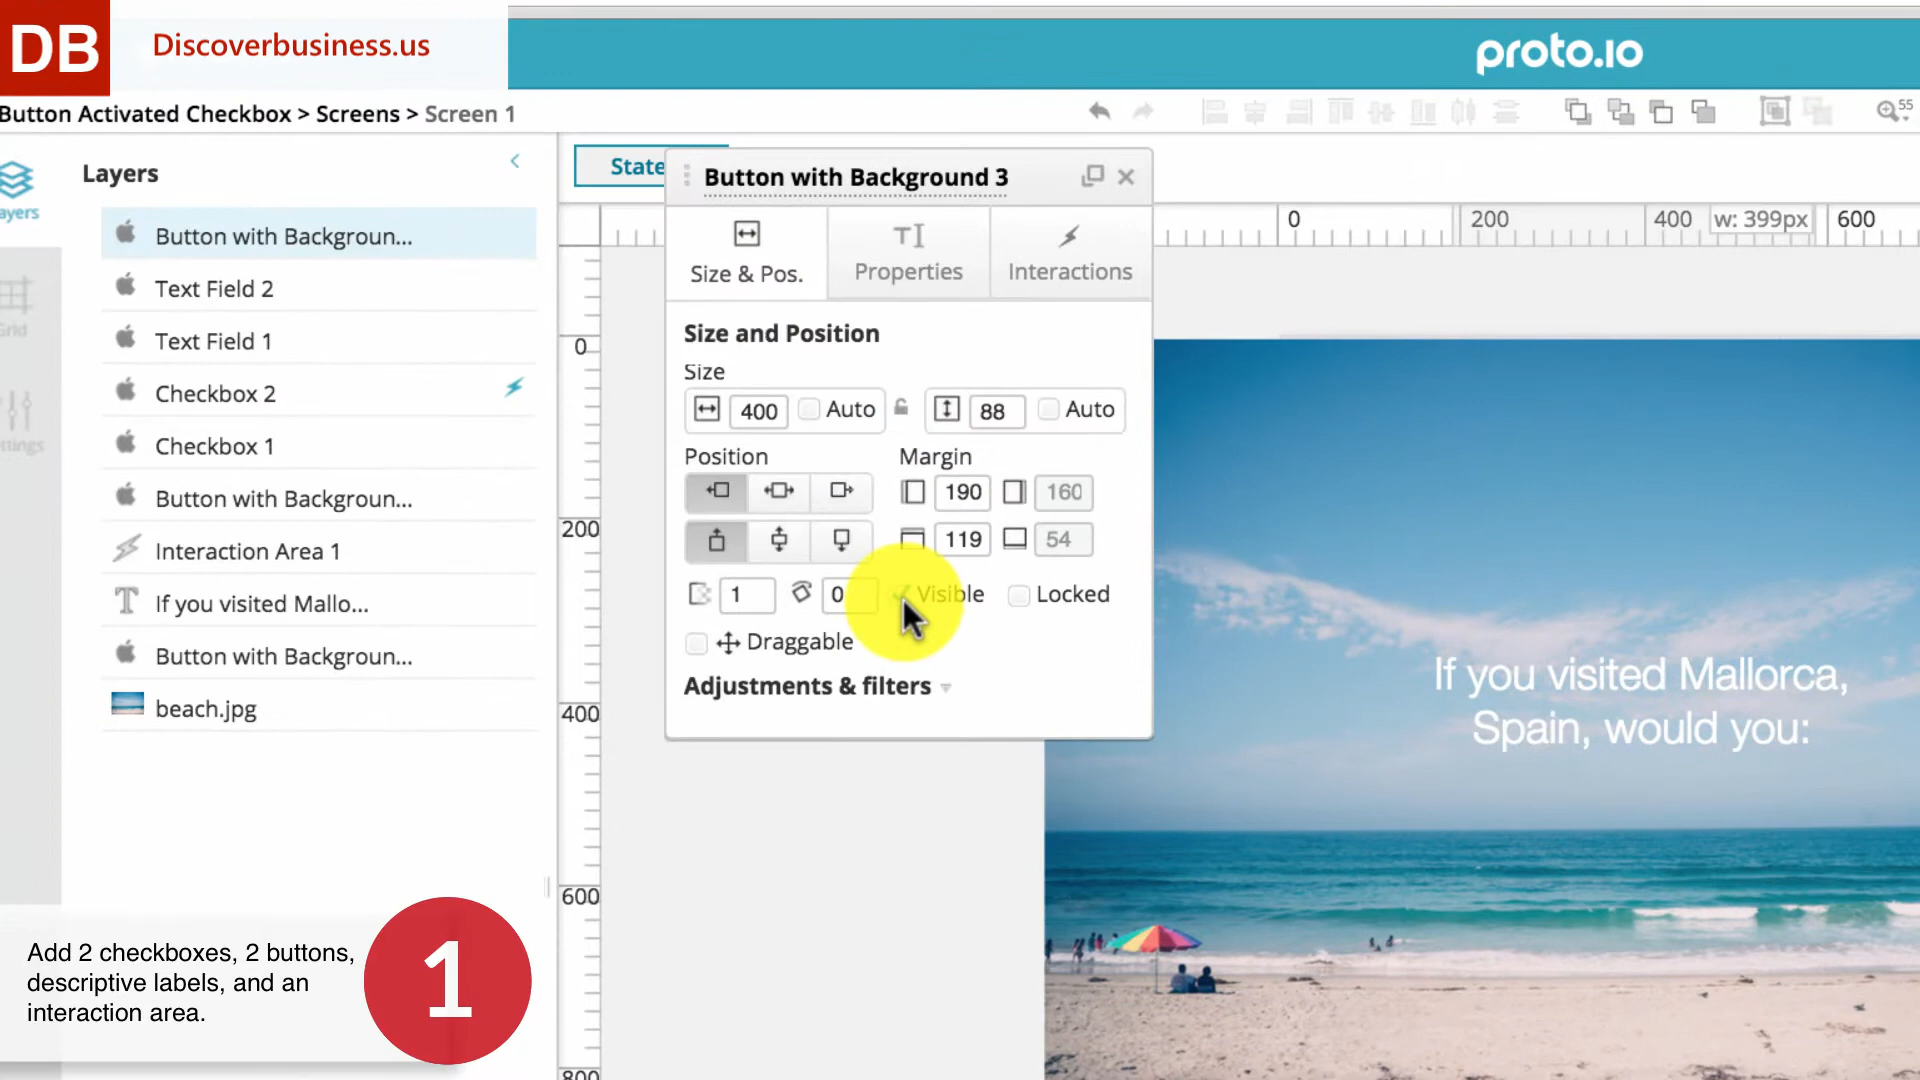 DB
Discoverbusiness.us
proto.io
Button Activated Checkbox > Screens > Screen 1
55
Layers
ayers
Button with Backgroun...
Text Field 2
Text Field 1
Checkbox 2
Checkbox 1
Button with Backgroun...
Interaction Area 1
If you visited Mallo...
Button with Backgroun...
beach.jpg
Grid
ttings
State
Button with Background 3
Size & Pos.
Properties
Interactions
Size and Position
Size
400
Auto
88
Auto
Position
Margin
190
160
119
54
1
0
Visible
Locked
Draggable
Adjustments & filters
0
200
400
w: 399px
600
0
200
400
600
800
If you visited Mallorca,
Spain, would you:
Add 2 checkboxes, 2 buttons,
descriptive labels, and an
interaction area.
1